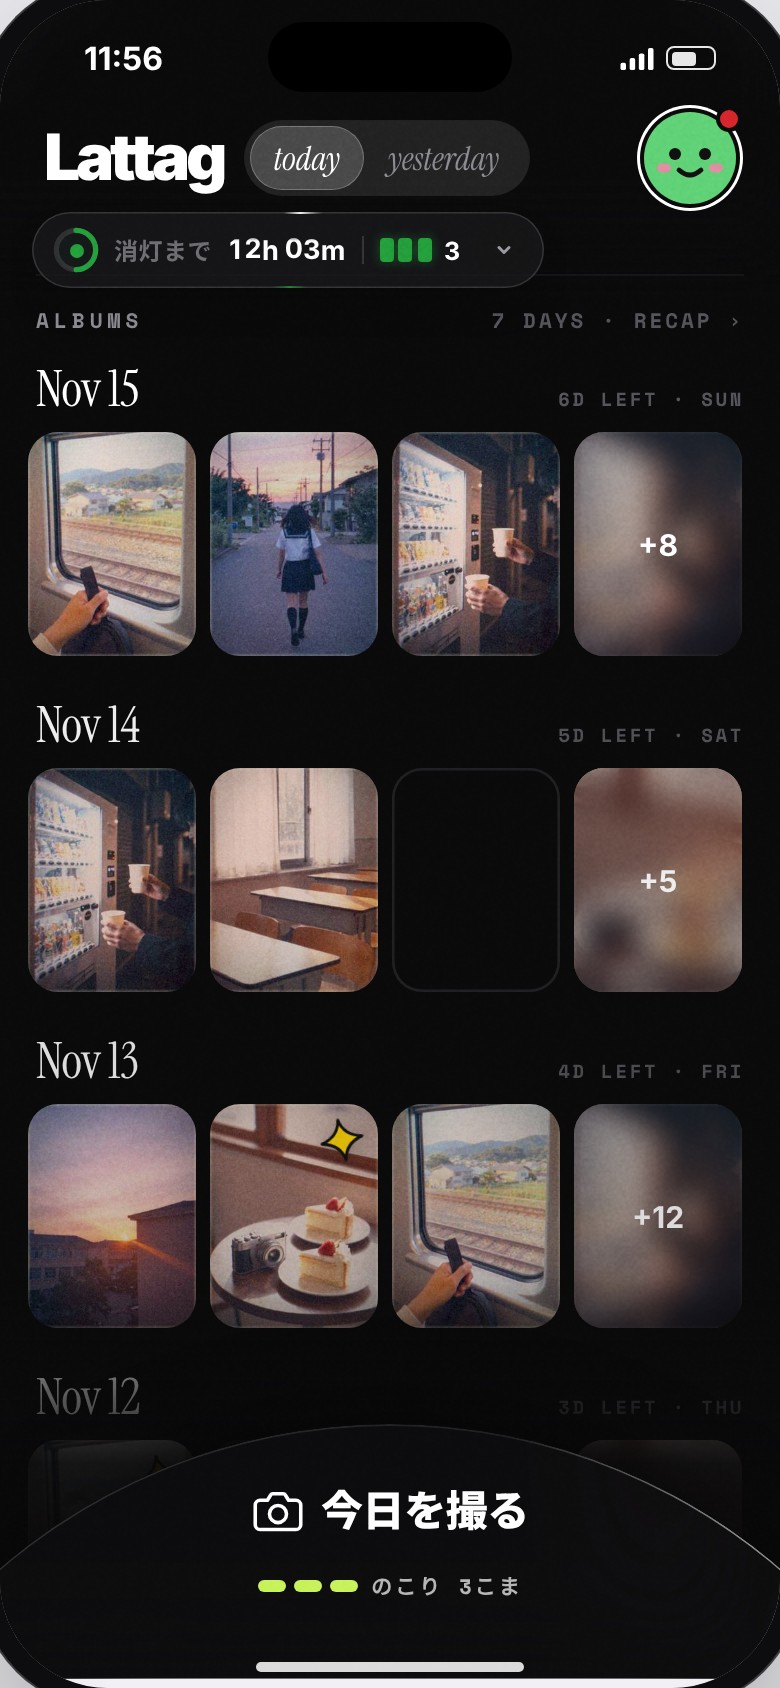 11:56
Lattag today yesterday
消灯まで 12h 03m 3
ALBUMS 7 DAYS · RECAP ›
Nov 15 6D LEFT · SUN
+8
Nov 14 5D LEFT · SAT
+5
Nov 13 4D LEFT · FRI
+12
Nov 12 3D LEFT · THU
今日を撮る
のこり 3こま